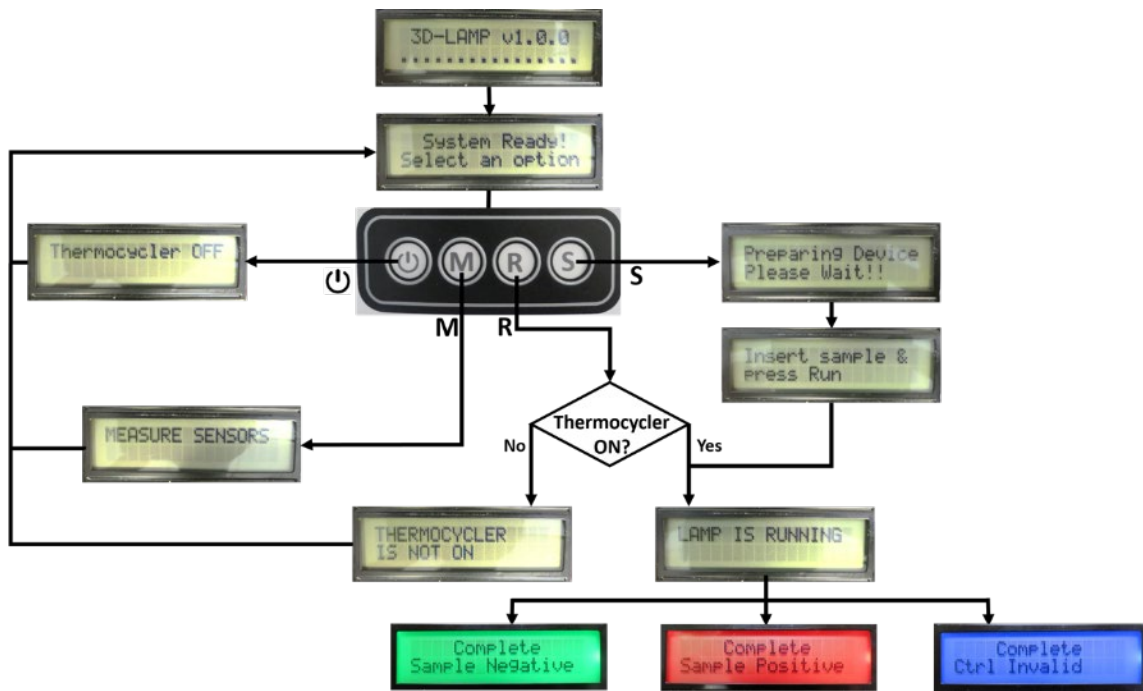 3D-LAMP v1.0.0
System Ready!
Select an option
Thermocycler OFF
M
R
S
S
M
R
Preparing Device
Please Wait!!
Insert sample &
press Run
Thermocycler
ON?
No
Yes
MEASURE SENSORS
THERMOCYCLER
IS NOT ON
LAMP IS RUNNING
Complete
Sample Negative
Complete
Sample Positive
Complete
Ctrl Invalid